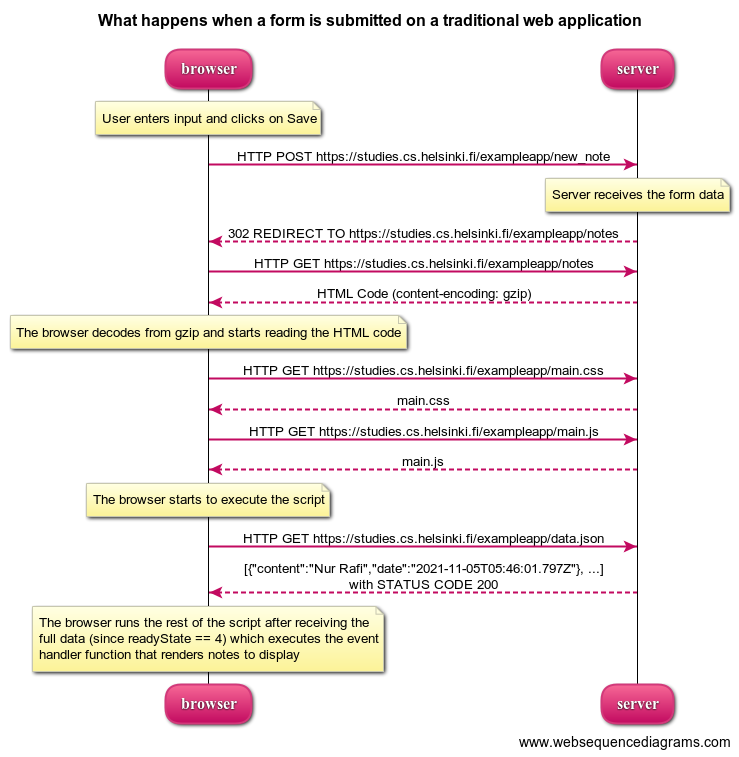 What happens when a form is submitted on a traditional web application
browser
server
User enters input and clicks on Save
HTTP POST https://studies.cs.helsinki.fi/exampleapp/new_note
Server receives the form data
302 REDIRECT TO https://studies.cs.helsinki.fi/exampleapp/notes
HTTP GET https://studies.cs.helsinki.fi/exampleapp/notes
HTML Code (content-encoding: gzip)
The browser decodes from gzip and starts reading the HTML code
HTTP GET https://studies.cs.helsinki.fi/exampleapp/main.css
main.css
HTTP GET https://studies.cs.helsinki.fi/exampleapp/main.js
main.js
The browser starts to execute the script
HTTP GET https://studies.cs.helsinki.fi/exampleapp/data.json
[{"content":"Nur Rafi","date":"2021-11-05T05:46:01.797Z"}, ...]
with STATUS CODE 200
The browser runs the rest of the script after receiving the
full data (since readyState == 4) which executes the event
handler function that renders notes to display
browser
server
www.websequencediagrams.com